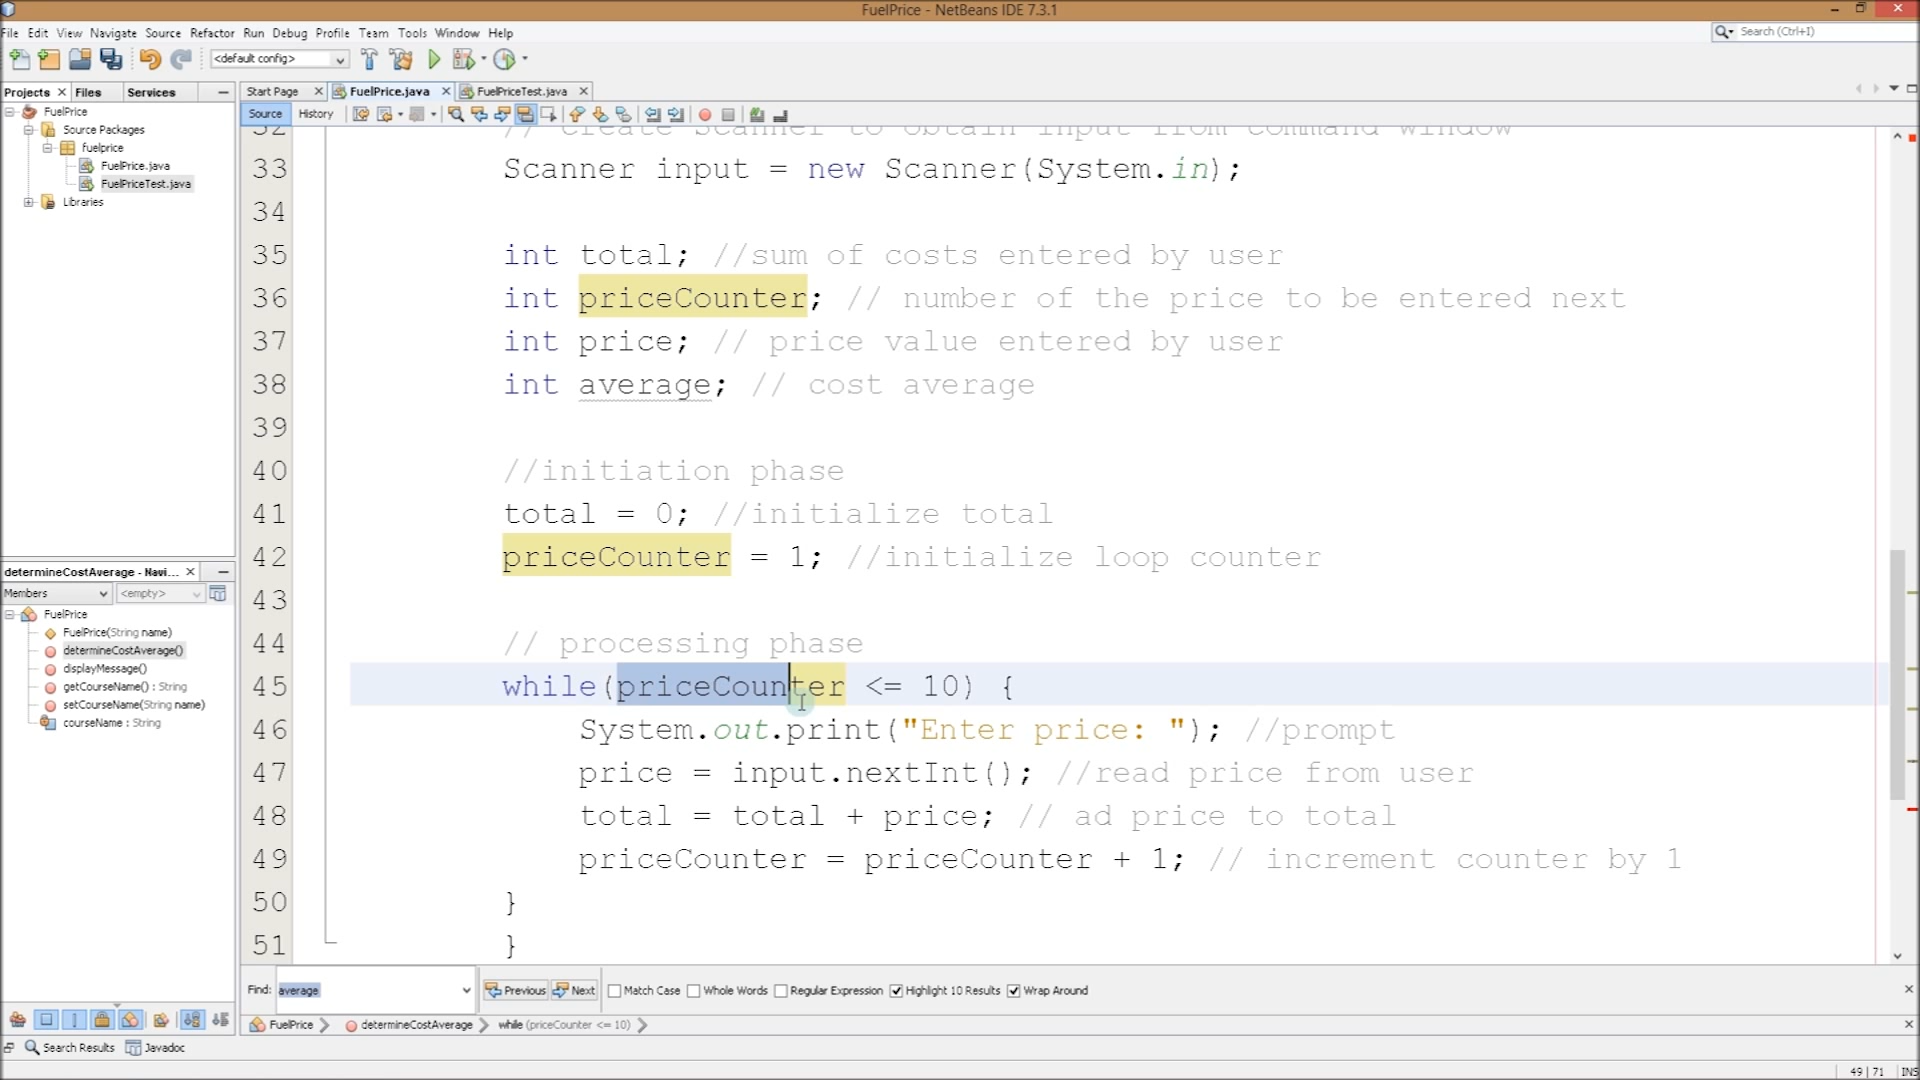 FuelPrice - NetBeans IDE 7.3.1
File Edit View Navigate Source Refactor Run Debug Profile Team Tools Window Help
Search (Ctrl+I)
<default config>
Projects Files Services
Start Page FuelPrice.java FuelPriceTest.java
Source History
FuelPrice
Source Packages
fuelprice
FuelPrice.java
FuelPriceTest.java
Libraries
32 // Create Scanner to obtain input from command window
33 Scanner input = new Scanner(System.in);
34
35 int total; //sum of costs entered by user
36 int priceCounter; // number of the price to be entered next
37 int price; // price value entered by user
38 int average; // cost average
39
40 //initiation phase
41 total = 0; //initialize total
42 priceCounter = 1; //initialize loop counter
43
44 // processing phase
45 while(priceCounter <= 10) {
46 System.out.print("Enter price: "); //prompt
47 price = input.nextInt(); //read price from user
48 total = total + price; // ad price to total
49 priceCounter = priceCounter + 1; // increment counter by 1
50 }
51 }
determineCostAverage - Navi...
Members <empty>
FuelPrice
FuelPrice(String name)
determineCostAverage()
displayMessage()
getCourseName() : String
setCourseName(String name)
courseName : String
Find: average Previous Next Match Case Whole Words Regular Expression Highlight 10 Results Wrap Around
FuelPrice determineCostAverage while (priceCounter <= 10)
Search Results Javadoc
49 | 71 INS